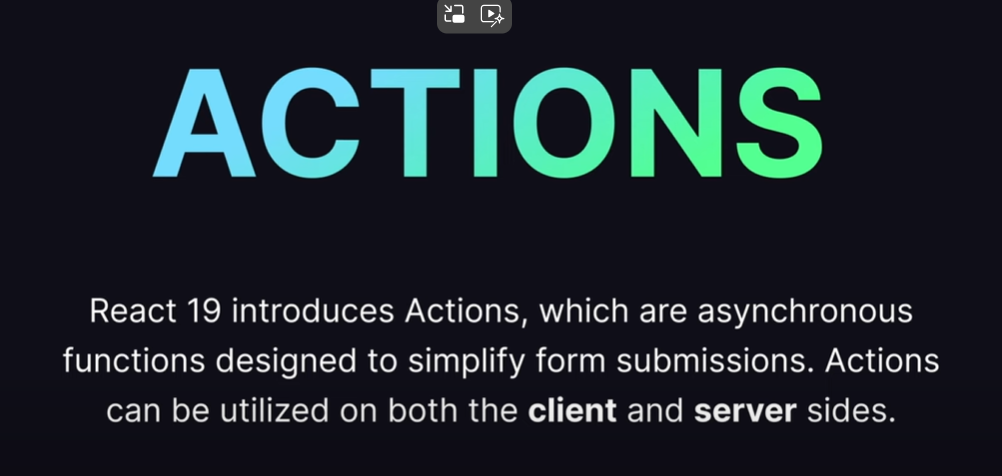 ACTIONS
React 19 introduces Actions, which are asynchronous
functions designed to simplify form submissions. Actions
can be utilized on both the client and server sides.